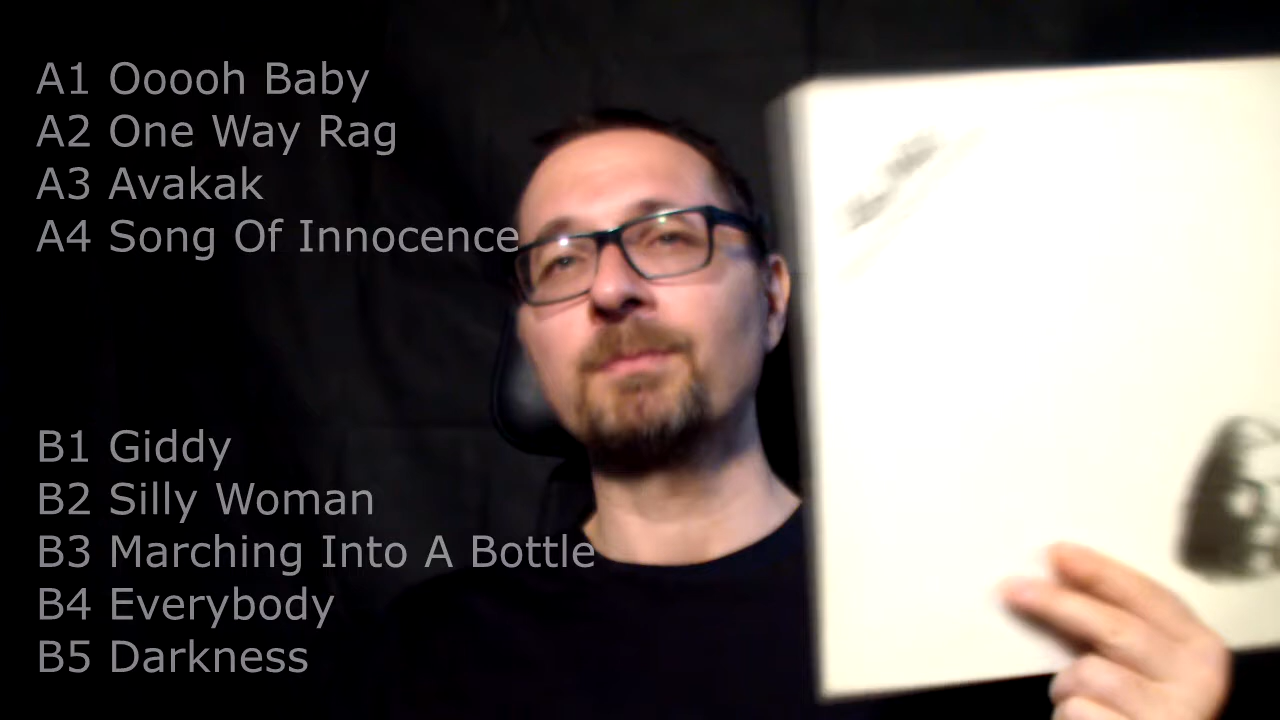 A1 Ooooh Baby
A2 One Way Rag
A3 Avakak
A4 Song Of Innocence
B1 Giddy
B2 Silly Woman
B3 Marching Into A Bottle
B4 Everybody
B5 Darkness